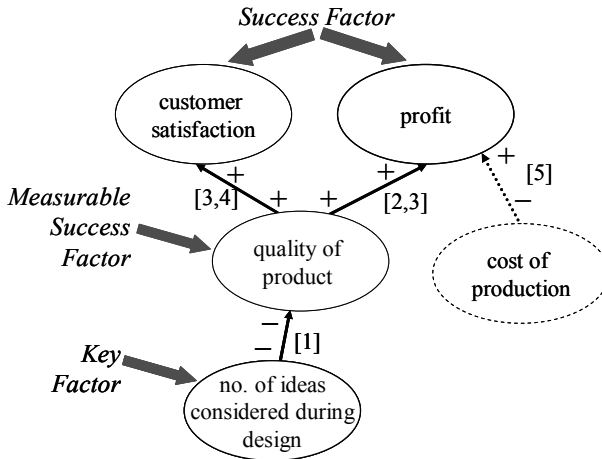 Success Factor
customer
satisfaction
profit
+
+
+
[5]
[3,4]
[2,3]
+
+
−
Measurable
Success
Factor
quality of
product
cost of
production
−
−
[1]
Key
Factor
no. of ideas
considered during
design